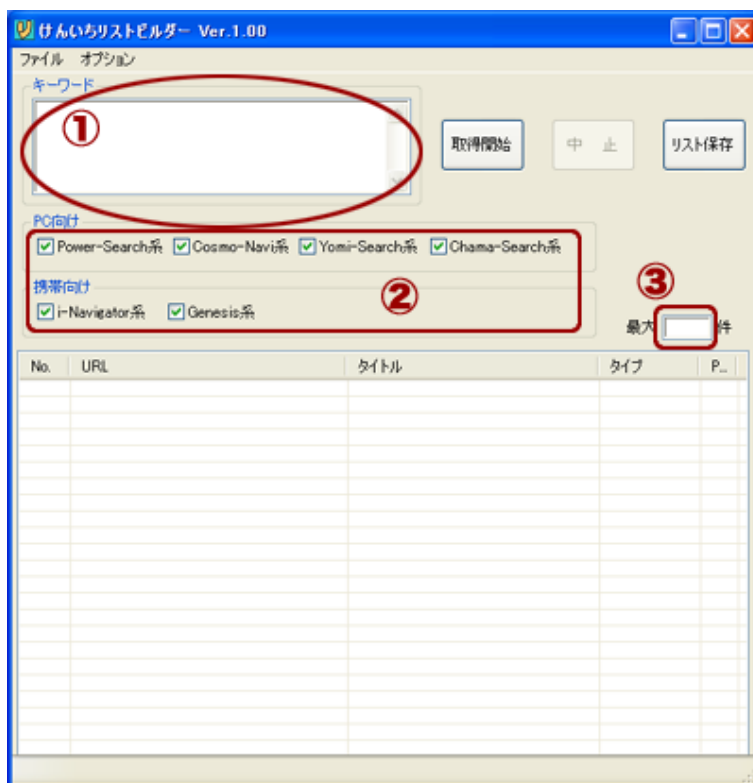 けんいちリストビルダー Ver.1.00
ファイル オプション
キーワード
①
取得開始 中 止 リスト保存
PC向け
Power-Search系 Cosmo-Navi系 Yomi-Search系 Chama-Search系
携帯向け
②
③
i-Navigator系 Genesis系
最大 件
No. URL タイトル タイプ P...